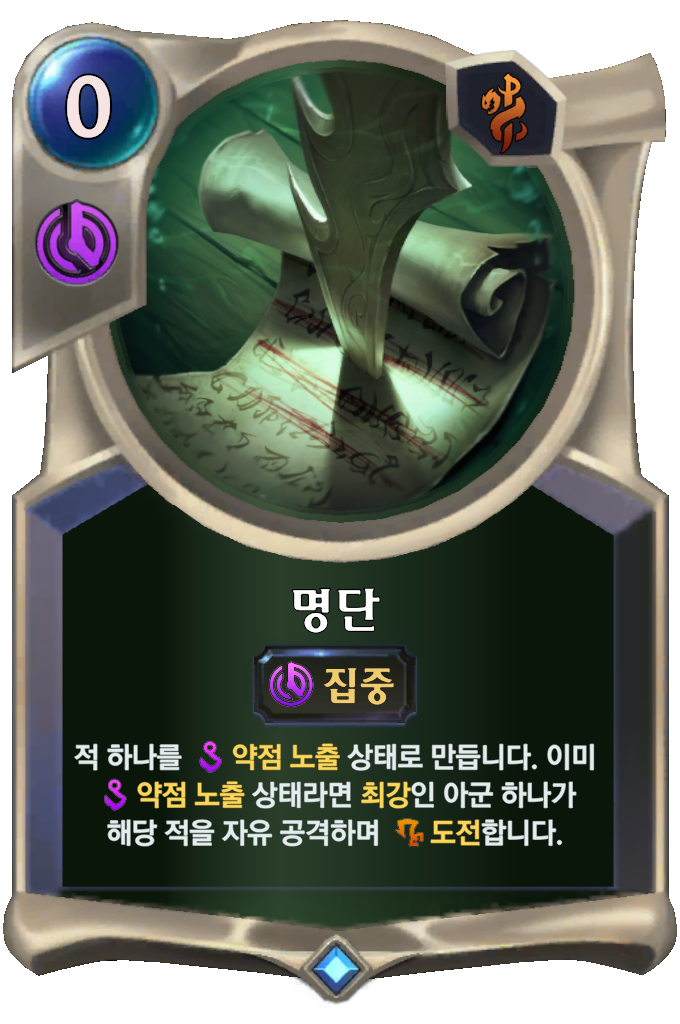 0
명단
집중
적 하나를 약점 노출 상태로 만듭니다. 이미
약점 노출 상태라면 최강인 아군 하나가
해당 적을 자유 공격하며 도전합니다.